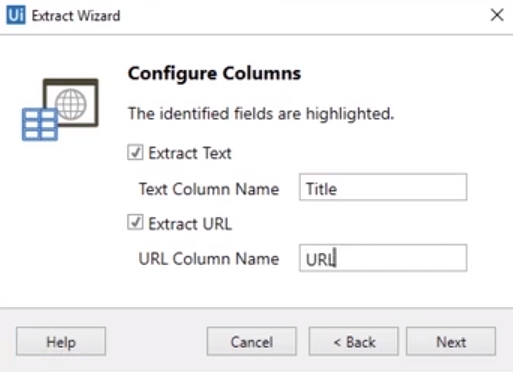 Ui Extract Wizard
Configure Columns
The identified fields are highlighted.
Extract Text
Text Column Name Title
Extract URL
URL Column Name URL
Help Cancel < Back Next